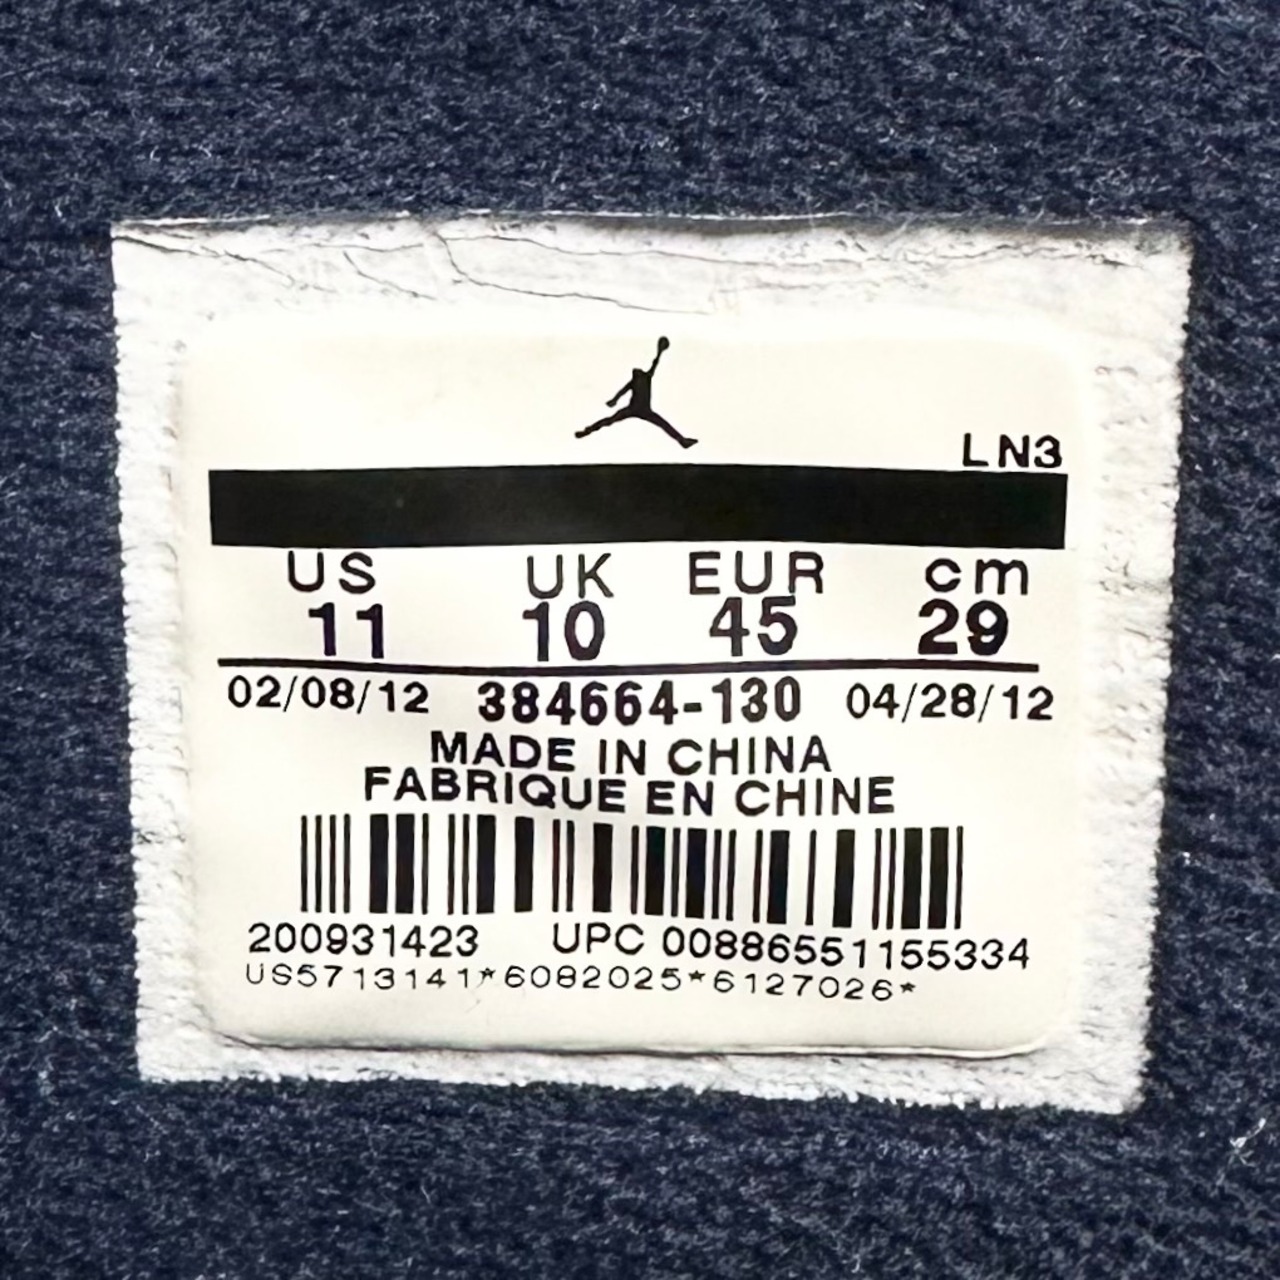 LN3
US UK EUR cm
11 10 45 29
02/08/12 384664-130 04/28/12
MADE IN CHINA
FABRIQUE EN CHINE
200931423 UPC 00886551155334
US5713141*6082025*6127026*